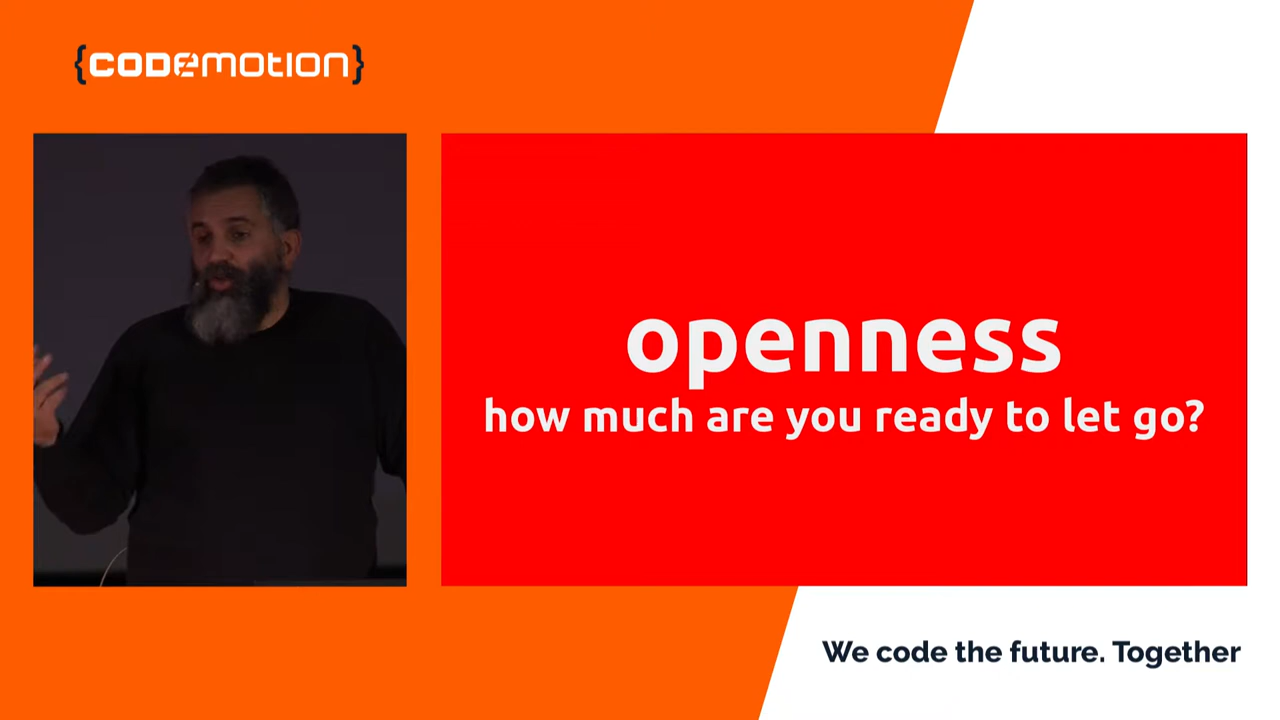 {CODEMOTION}
openness
how much are you ready to let go?
We code the future. Together